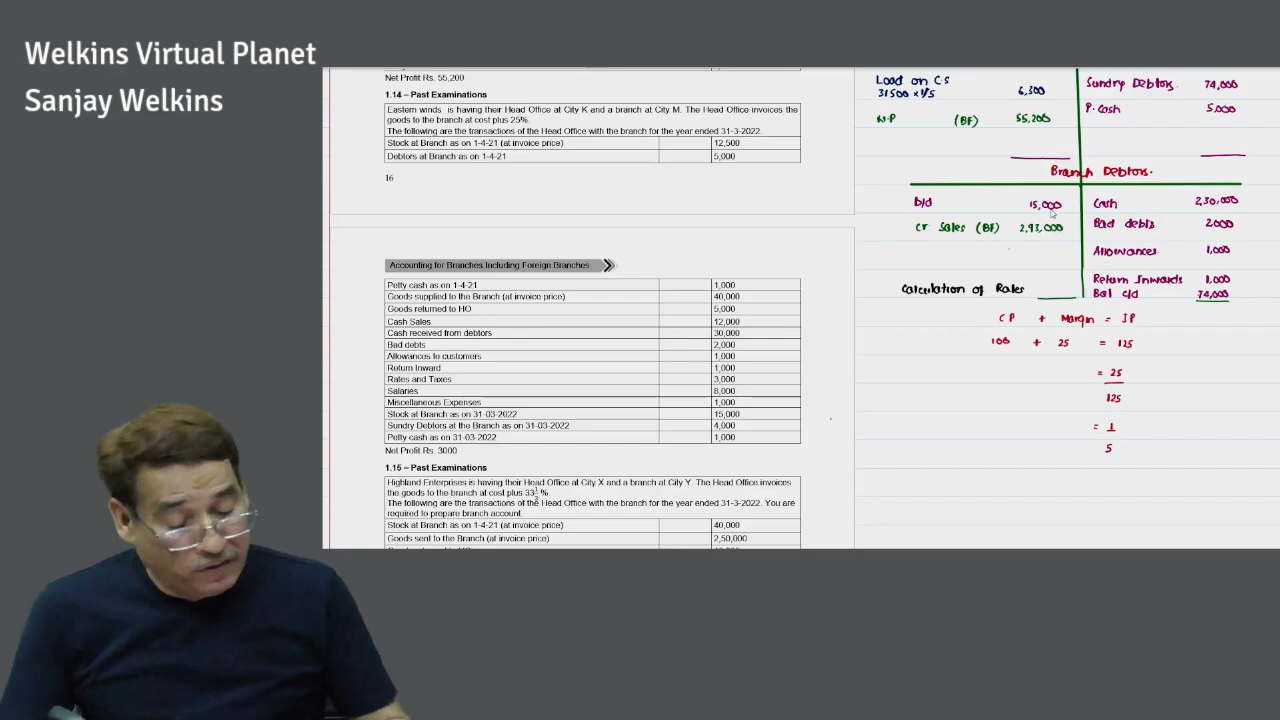 Welkins Virtual Planet
Sanjay Welkins
Net Profit Rs. 55,200
1.14 – Past Examinations
Eastern winds is having their Head Office at City K and a branch at City M. The Head Office invoices the
goods to the branch at cost plus 25%.
The following are the transactions of the Head Office with the branch for the year ended 31-3-2022.
Stock at Branch as on 1-4-21 (at invoice price) 12,500
Debtors at Branch as on 1-4-21 5,000
16
Accounting for Branches Including Foreign Branches
Petty cash as on 1-4-21 1,000
Goods supplied to the Branch (at invoice price) 40,000
Goods returned to HO 5,000
Cash Sales 12,000
Cash received from debtors 30,000
Bad debts 2,000
Allowances to customers 1,000
Return Inward 1,000
Rates and Taxes 3,000
Salaries 8,000
Miscellaneous Expenses 1,000
Stock at Branch as on 31-03-2022 15,000
Sundry Debtors at the Branch as on 31-03-2022 4,000
Petty cash as on 31-03-2022 1,000
Net Profit Rs. 3000
1.15 – Past Examinations
Highland Enterprises is having their Head Office at City X and a branch at City Y. The Head Office invoices
the goods to the branch at cost plus 33 1/3 %.
The following are the transactions of the Head Office with the branch for the year ended 31-3-2022. You are
required to prepare branch account.
Stock at Branch as on 1-4-21 (at invoice price) 40,000
Goods sent to the Branch (at invoice price) 2,50,000
Load on C.S
31500 × 1/5 6,300
N.P (BF) 55,200
Sundry Debtors 74,000
P. Cash 5,000
Branch Debtors.
b/d 15,000 Cash 2,30,000
Cr Sales (BF) 2,93,000 Bad debts 2,000
Allowances 1,000
Return Inwards 1,000
Bal c/d 74,000
Calculation of Rates
CP + Margin = IP
100 + 25 = 125
= 25
125
= 1
5